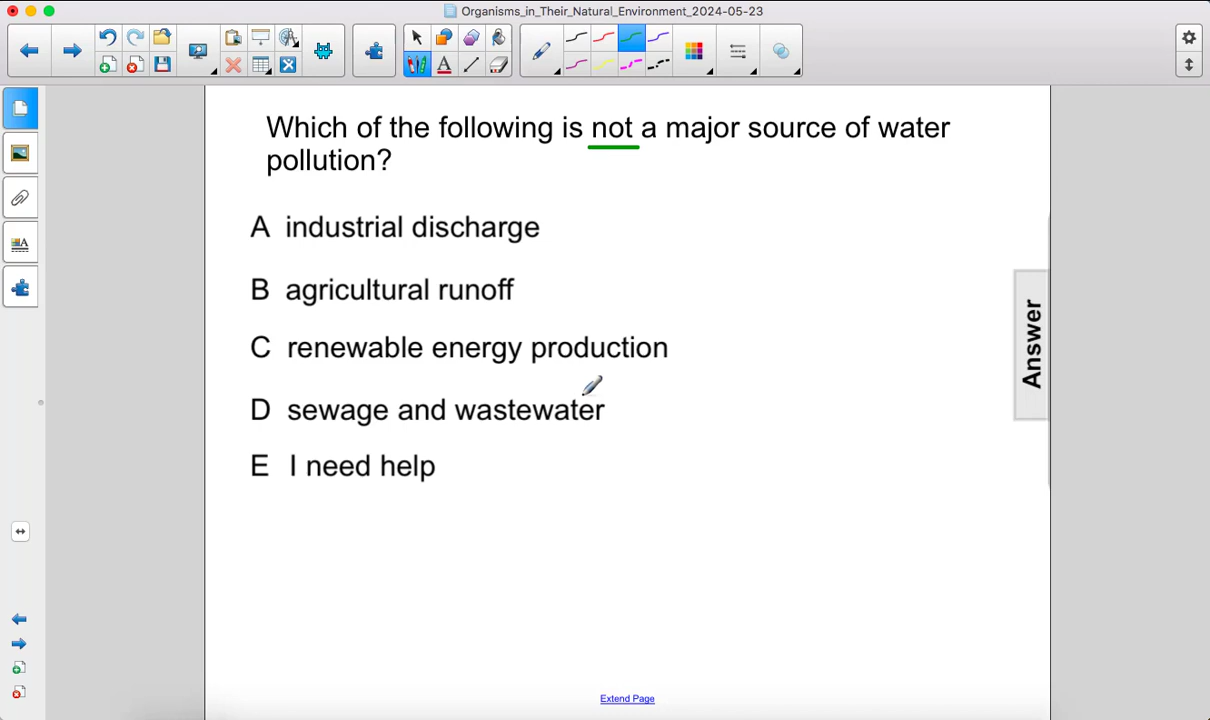 Organisms_in_Their_Natural_Environment_2024-05-23
Which of the following is not a major source of water
pollution?
A industrial discharge
B agricultural runoff
C renewable energy production
D sewage and wastewater
E I need help
Answer
Extend Page